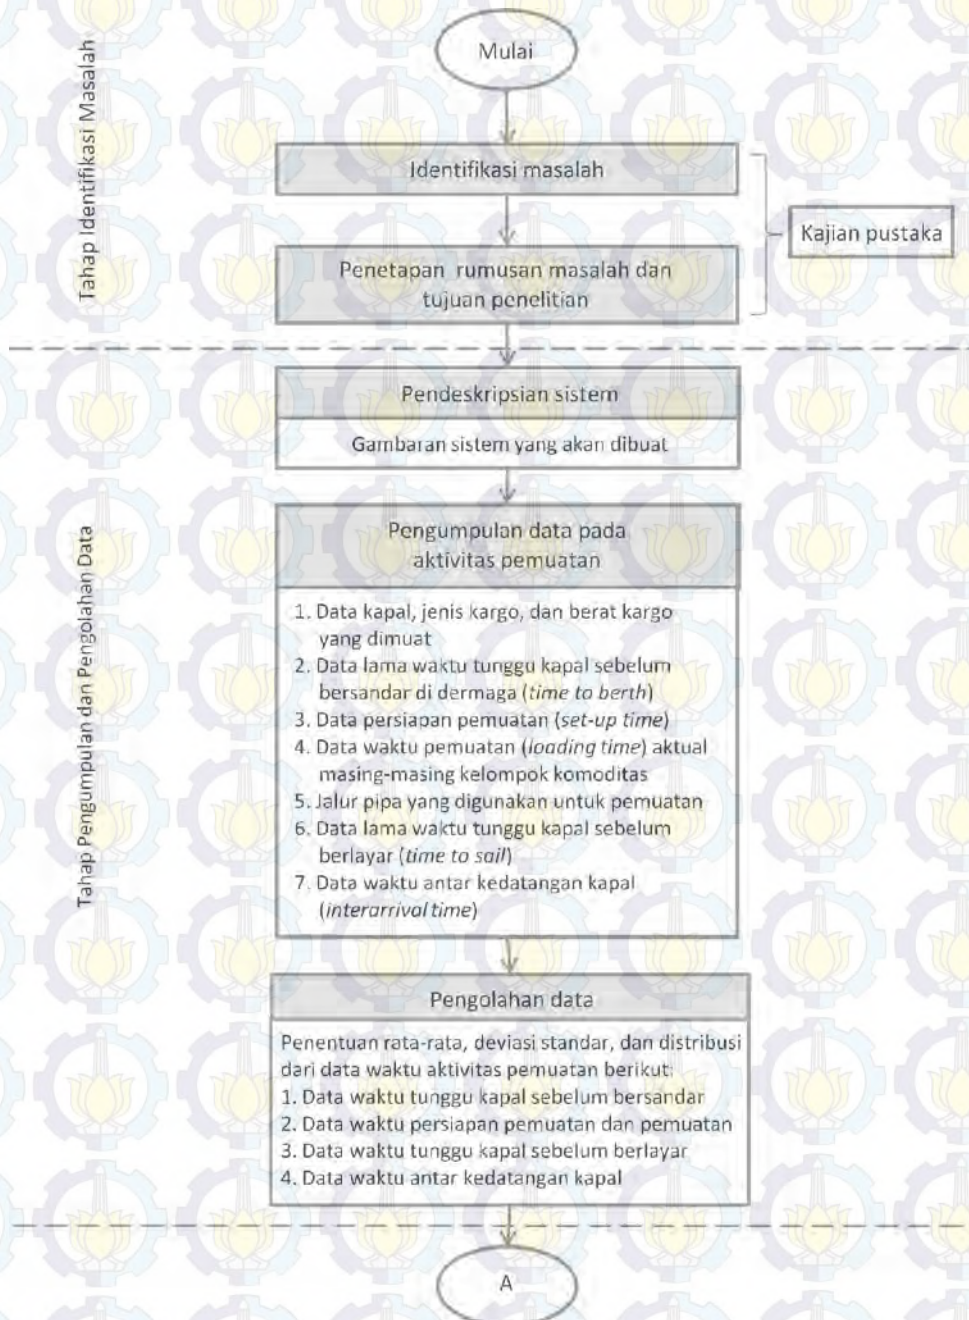 Tahap Identifikasi Masalah
Mulai
Identifikasi masalah
Kajian pustaka
Penetapan rumusan masalah dan
tujuan penelitian
Tahap Pengumpulan dan Pengolahan Data
Pendeskripsian sistem
Gambaran sistem yang akan dibuat
Pengumpulan data pada
aktivitas pemuatan
1. Data kapal, jenis kargo, dan berat kargo
yang dimuat
2. Data lama waktu tunggu kapal sebelum
bersandar di dermaga (time to berth)
3. Data persiapan pemuatan (set-up time)
4. Data waktu pemuatan (loading time) aktual
masing-masing kelompok komoditas
5. Jalur pipa yang digunakan untuk pemuatan
6. Data lama waktu tunggu kapal sebelum
berlayar (time to sail)
7. Data waktu antar kedatangan kapal
(interarrival time)
Pengolahan data
Penentuan rata-rata, deviasi standar, dan distribusi
dari data waktu aktivitas pemuatan berikut:
1. Data waktu tunggu kapal sebelum bersandar
2. Data waktu persiapan pemuatan dan pemuatan
3. Data waktu tunggu kapal sebelum berlayar
4. Data waktu antar kedatangan kapal
A